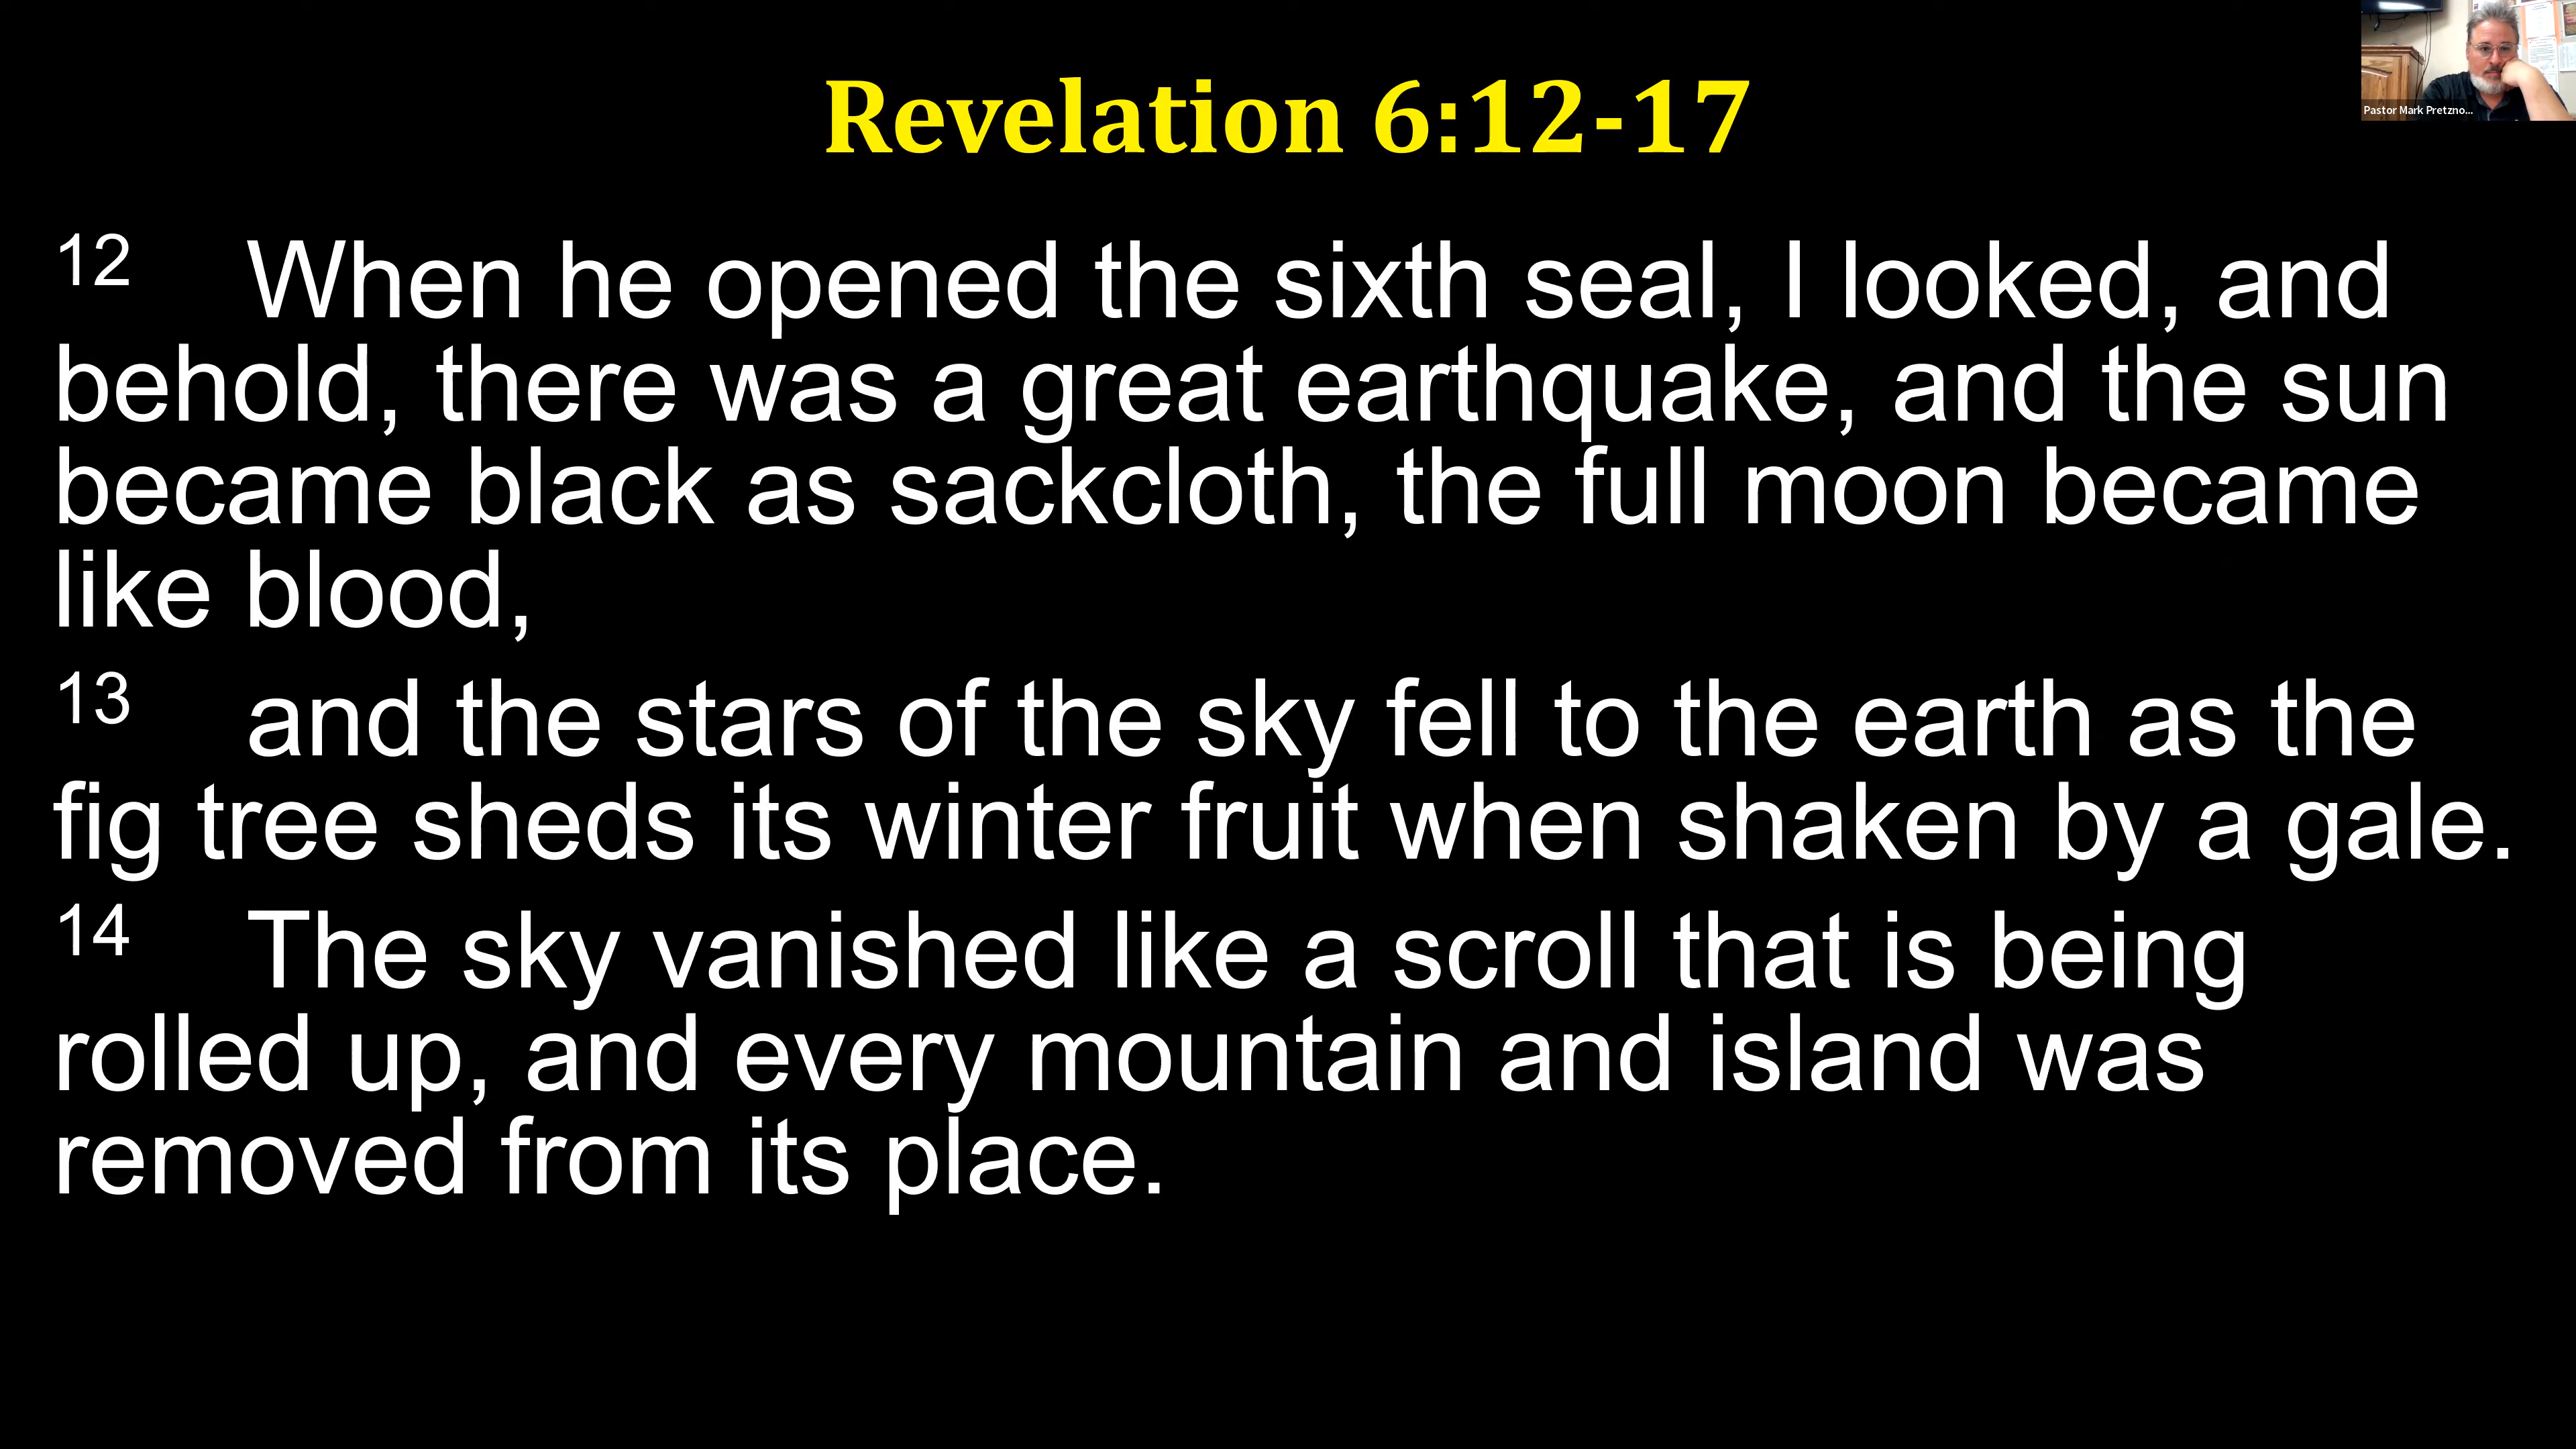 Revelation 6:12-17
Pastor Mark Pretzno...
12 When he opened the sixth seal, I looked, and
behold, there was a great earthquake, and the sun
became black as sackcloth, the full moon became
like blood,
13 and the stars of the sky fell to the earth as the
fig tree sheds its winter fruit when shaken by a gale.
14 The sky vanished like a scroll that is being
rolled up, and every mountain and island was
removed from its place.